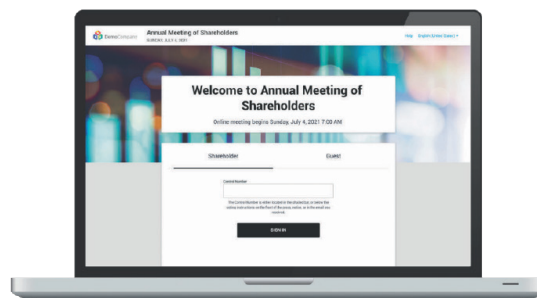 Annual Meeting of Shareholders
SUNDAY, JULY 4, 2021
Help English (United States)
Welcome to Annual Meeting of
Shareholders
Online meeting begins Sunday, July 4, 2021 7:00 AM
Shareholder Guest
Control Number
SIGN IN